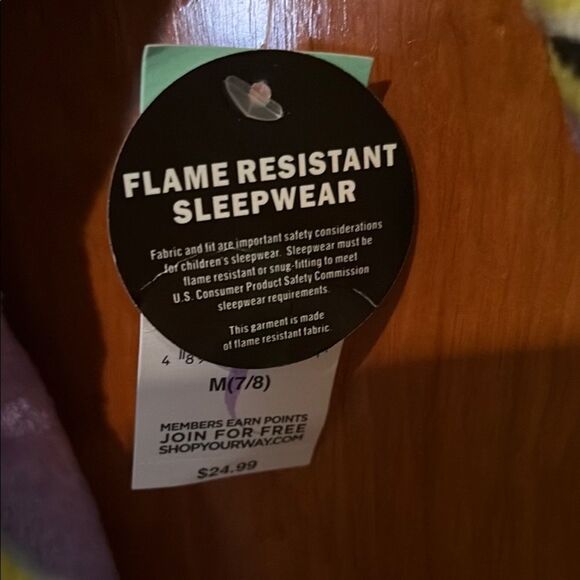 FLAME RESISTANT
SLEEPWEAR
Fabric and fit are important safety considerations
for children's sleepwear. Sleepwear must be
flame resistant or snug-fitting to meet
U.S. Consumer Product Safety Commission
sleepwear requirements.
This garment is made
of flame resistant fabric.
M(7/8)
MEMBERS EARN POINTS
JOIN FOR FREE
SHOPYOURWAY.COM
$24.99